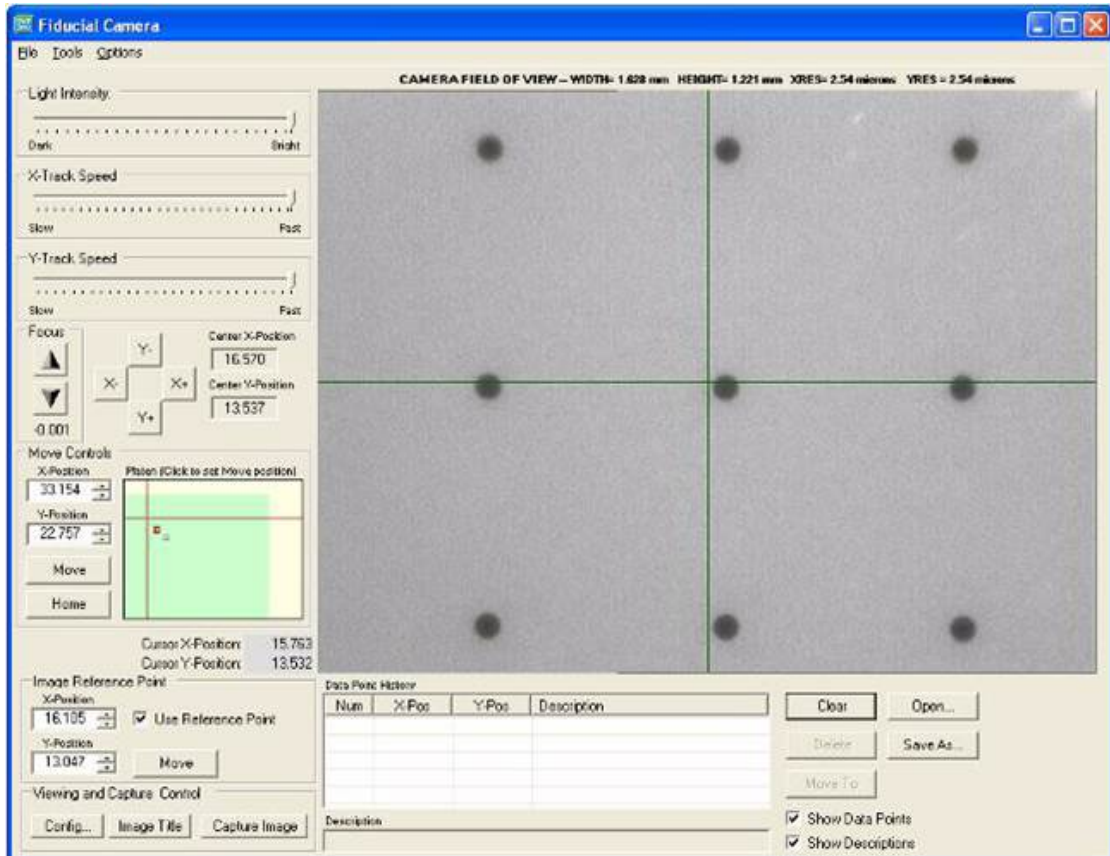 Fiducial Camera
File Tools Options
CAMERA FIELD OF VIEW – WIDTH= 1.628 mm HEIGHT= 1.221 mm XRES= 2.54 microns YRES = 2.54 microns
Light Intensity
Dark Bright
X-Track Speed
Slow Fast
Y-Track Speed
Slow Fast
Focus
Center X-Position
Y-
16.570
X- X+
Center Y-Position
13.537
Y+
-0.001
Move Controls
X-Position
Platen (Click to set Move position)
33.154
Y-Position
22.757
Move
Home
Cursor X-Position: 15.763
Cursor Y-Position: 13.532
Image Reference Point
X-Position
16.105 Use Reference Point
Y-Position
13.047 Move
Viewing and Capture Control
Config... Image Title Capture Image
Data Point History
Num X-Pos Y-Pos Description
Description
Clear Open...
Delete Save As...
Move To
Show Data Points
Show Descriptions